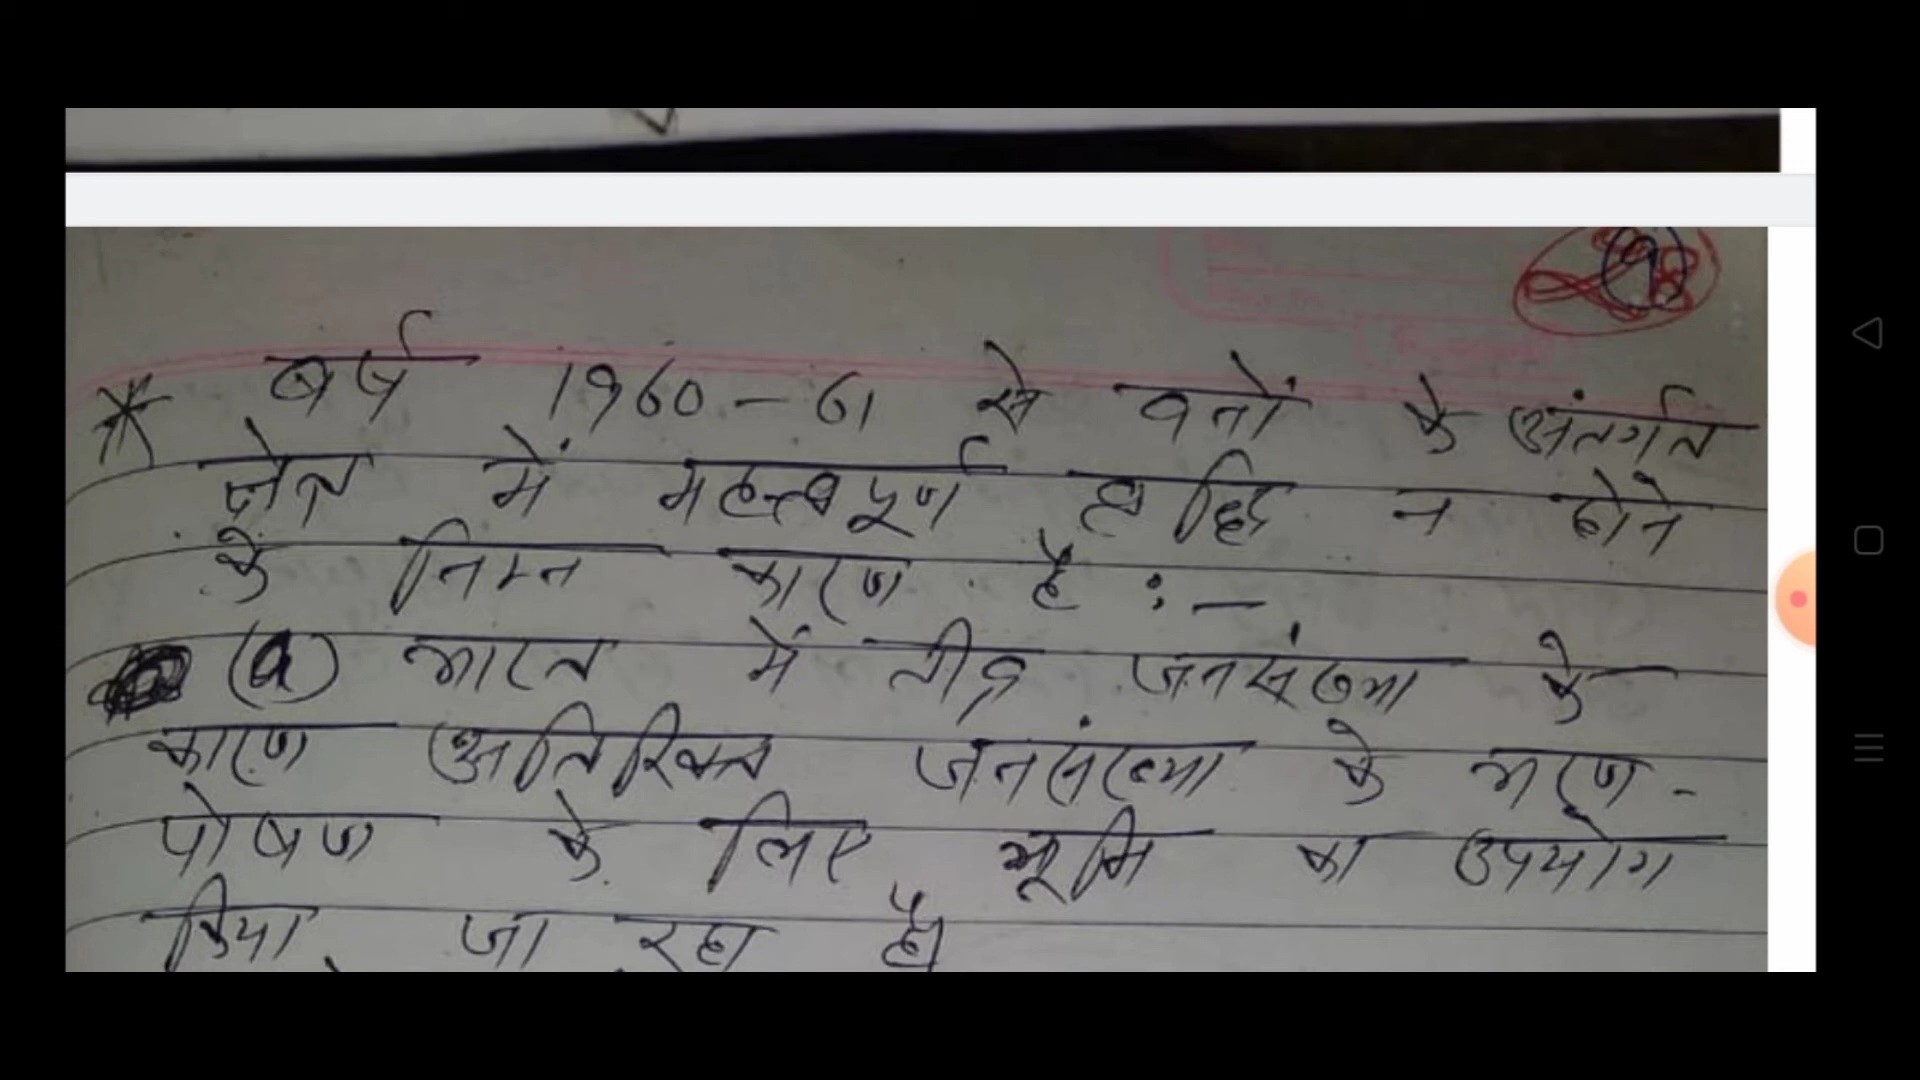 * वर्ष 1960-61 से वनों के अंतर्गत
क्षेत्र में महत्त्वपूर्ण वृद्धि न होने
के निम्न कारण है :-
(a) भारत में तीव्र जनसंख्या के
कारण अतिरिक्त जनसंख्या के भरण-
पोषण के लिए भूमि का उपयोग
किया जा रहा है।